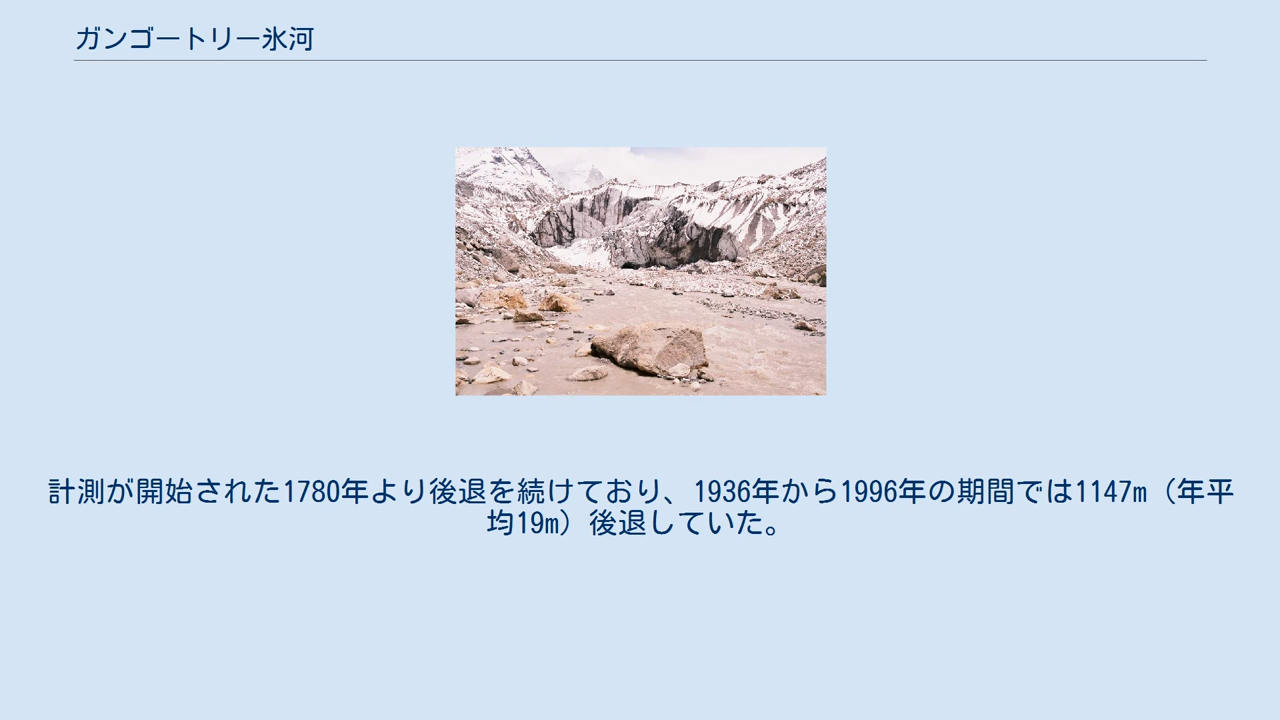 ガンゴートリー氷河
計測が開始された1780年より後退を続けており、1936年から1996年の期間では1147m（年平
均19m）後退していた。